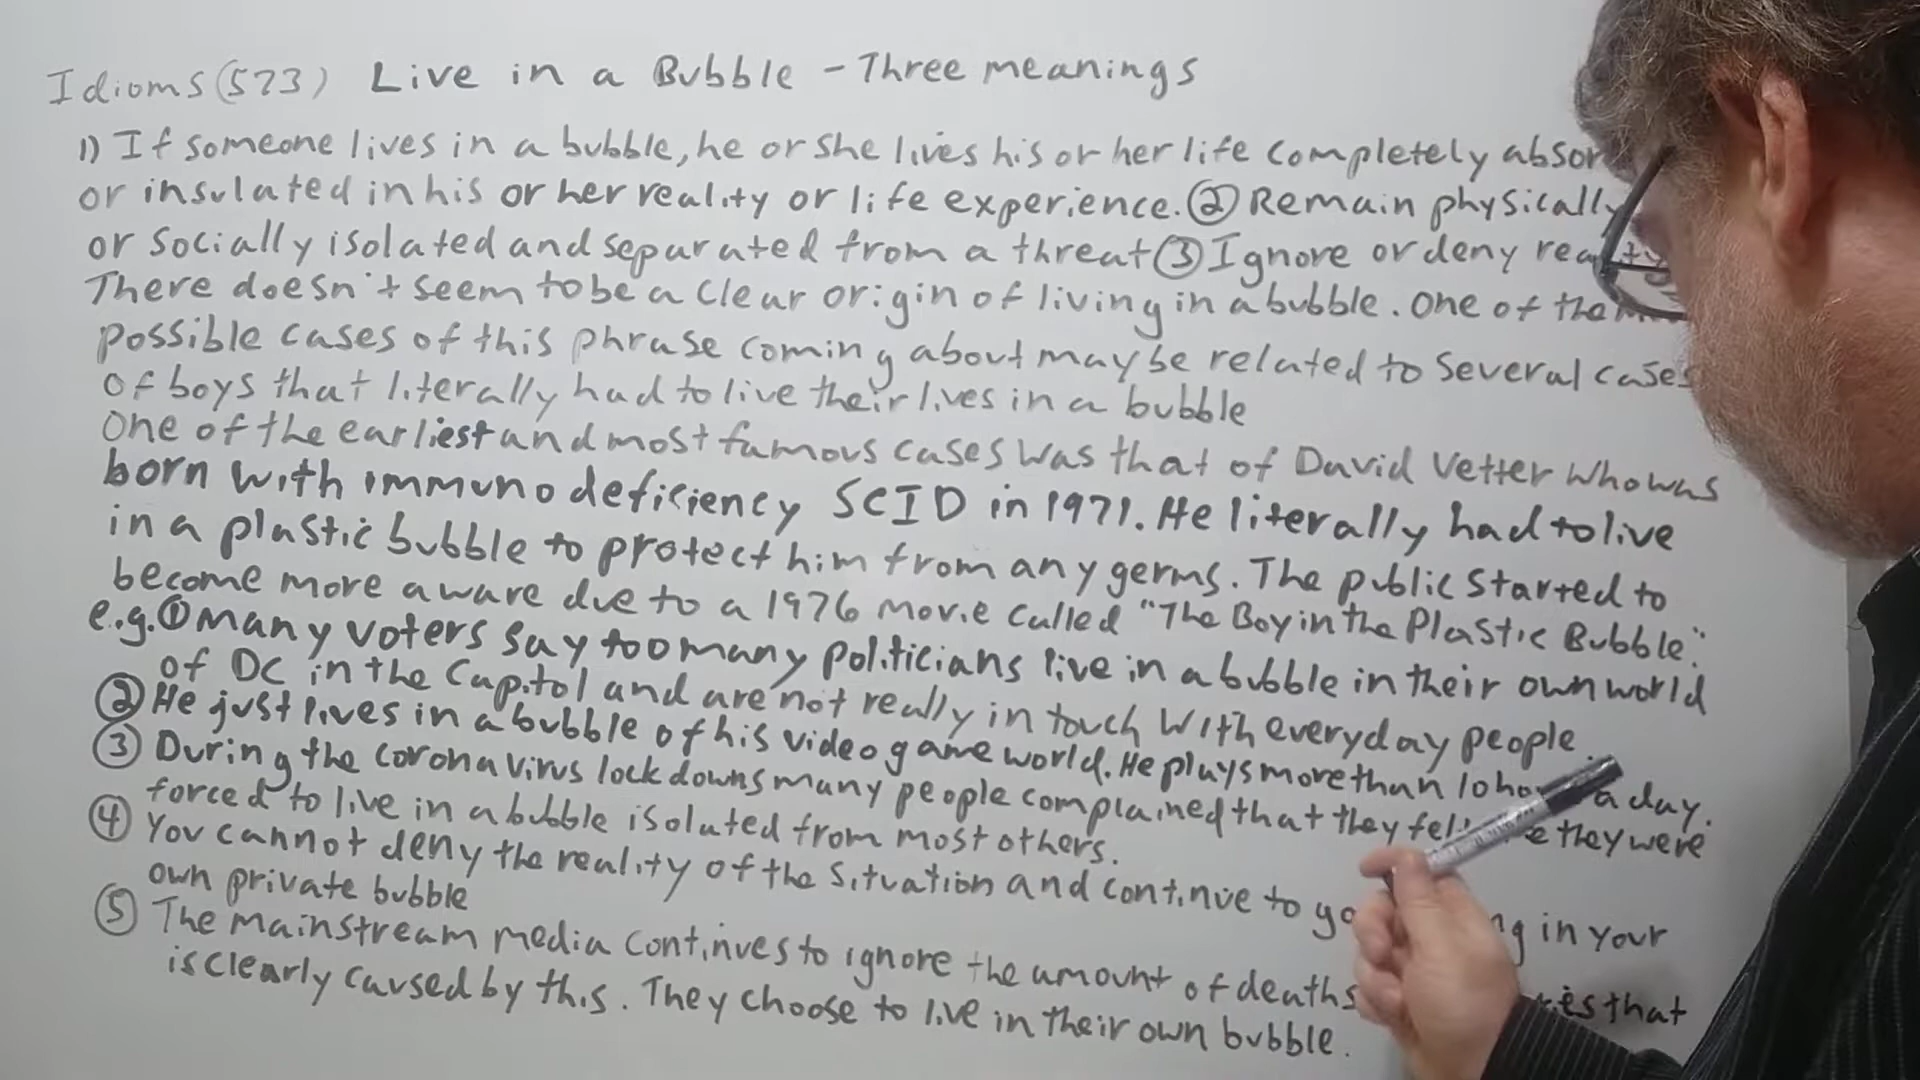 Idioms (573) Live in a Bubble - Three meanings
1) If someone lives in a bubble, he or she lives his or her life completely absor
or insulated in his or her reality or life experience. ② Remain physically
or socially isolated and separated from a threat ③ Ignore or deny rea
There doesn't seem to be a clear origin of living in a bubble. One of the
possible cases of this phrase coming about may be related to several cases
of boys that literally had to live their lives in a bubble
One of the earliest and most famous cases was that of David Vetter who was
born with immunodeficiency SCID in 1971. He literally had to live
in a plastic bubble to protect him from any germs. The public started to
become more aware due to a 1976 movie called "The Boy in the Plastic Bubble."
e.g. ① Many voters say too many politicians live in a bubble in their own world
of DC in the Capitol and are not really in touch with everyday people.
② He just lives in a bubble of his video game world. He plays more than 10 ho a day.
③ During the coronavirus lockdowns many people complained that they fel they were
forced to live in a bubble isolated from most others.
④ You cannot deny the reality of the situation and continue to go in your
own private bubble
⑤ The mainstream media continues to ignore the amount of deaths that
is clearly caused by this. They choose to live in their own bubble.